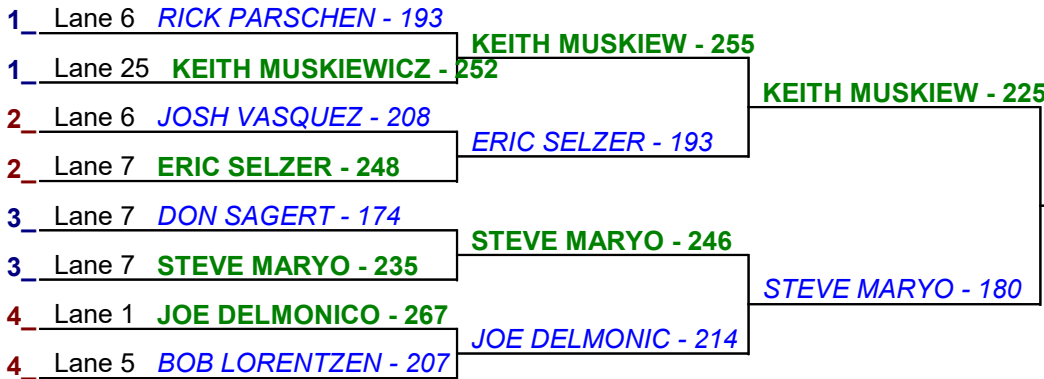 1_ Lane 6 RICK PARSCHEN - 193
KEITH MUSKIEW - 255
1_ Lane 25 KEITH MUSKIEWICZ - 252
KEITH MUSKIEW - 225
2_ Lane 6 JOSH VASQUEZ - 208
ERIC SELZER - 193
2_ Lane 7 ERIC SELZER - 248
3_ Lane 7 DON SAGERT - 174
STEVE MARYO - 246
3_ Lane 7 STEVE MARYO - 235
STEVE MARYO - 180
4_ Lane 1 JOE DELMONICO - 267
JOE DELMONIC - 214
4_ Lane 5 BOB LORENTZEN - 207